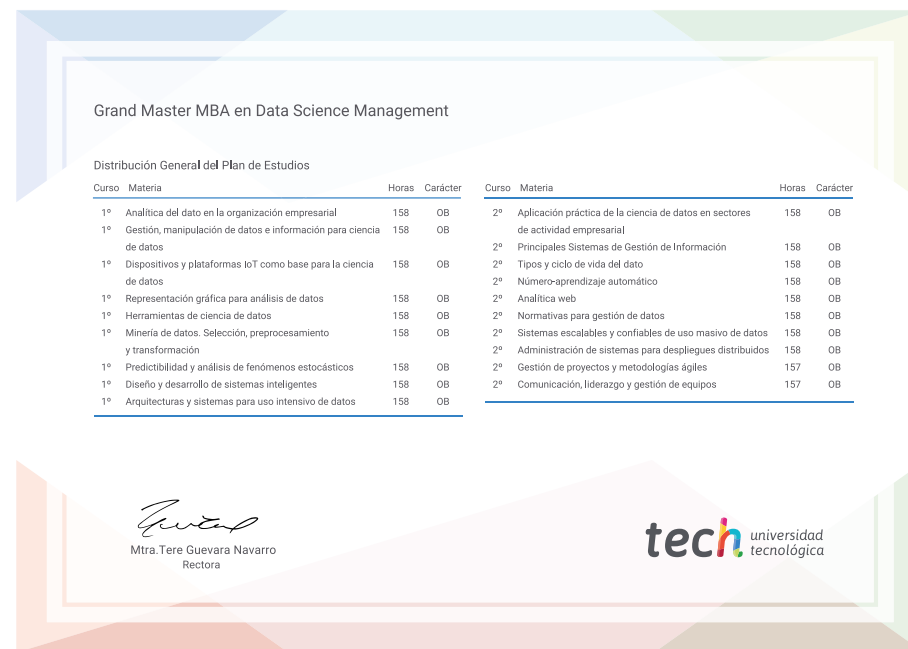 Grand Master MBA en Data Science Management
Distribución General del Plan de Estudios
Curso Materia Horas Carácter
1º Analítica del dato en la organización empresarial 158 OB
1º Gestión, manipulación de datos e información para ciencia 158 OB
de datos
1º Dispositivos y plataformas IoT como base para la ciencia 158 OB
de datos
1º Representación gráfica para análisis de datos 158 OB
1º Herramientas de ciencia de datos 158 OB
1º Minería de datos. Selección, preprocesamiento 158 OB
y transformación
1º Predictibilidad y análisis de fenómenos estocásticos 158 OB
1º Diseño y desarrollo de sistemas inteligentes 158 OB
1º Arquitecturas y sistemas para uso intensivo de datos 158 OB
Curso Materia Horas Carácter
2º Aplicación práctica de la ciencia de datos en sectores 158 OB
de actividad empresarial
2º Principales Sistemas de Gestión de Información 158 OB
2º Tipos y ciclo de vida del dato 158 OB
2º Número-aprendizaje automático 158 OB
2º Analítica web 158 OB
2º Normativas para gestión de datos 158 OB
2º Sistemas escalables y confiables de uso masivo de datos 158 OB
2º Administración de sistemas para despliegues distribuidos 158 OB
2º Gestión de proyectos y metodologías ágiles 157 OB
2º Comunicación, liderazgo y gestión de equipos 157 OB
Mtra.Tere Guevara Navarro
Rectora
tech universidad
tecnológica